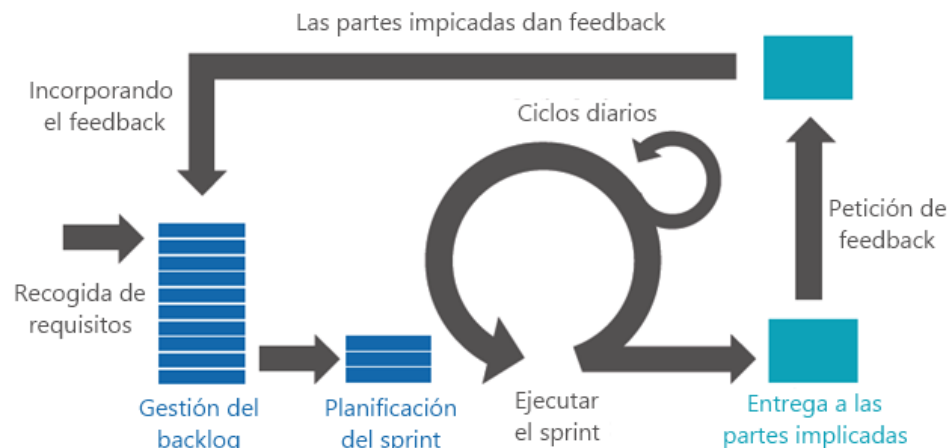 Las partes impicadas dan feedback
Incorporando
el feedback
Ciclos diarios
Petición de
feedback
Recogida de
requisitos
Gestión del
backlog
Planificación
del sprint
Ejecutar
el sprint
Entrega a las
partes implicadas